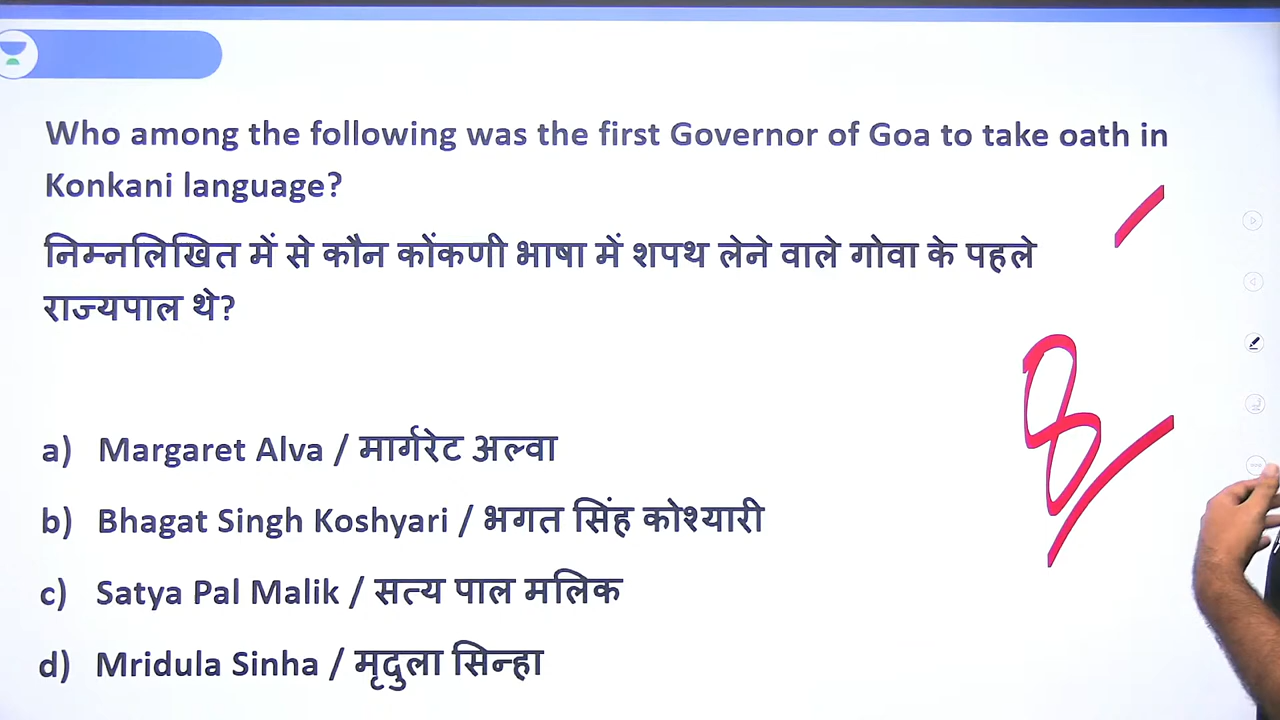 Who among the following was the first Governor of Goa to take oath in
Konkani language?
निम्नलिखित में से कौन कोंकणी भाषा में शपथ लेने वाले गोवा के पहले
राज्यपाल थे?
8
a) Margaret Alva / मार्गरेट अल्वा
b) Bhagat Singh Koshyari / भगत सिंह कोश्यारी
c) Satya Pal Malik / सत्य पाल मलिक
d) Mridula Sinha / मृदुला सिन्हा